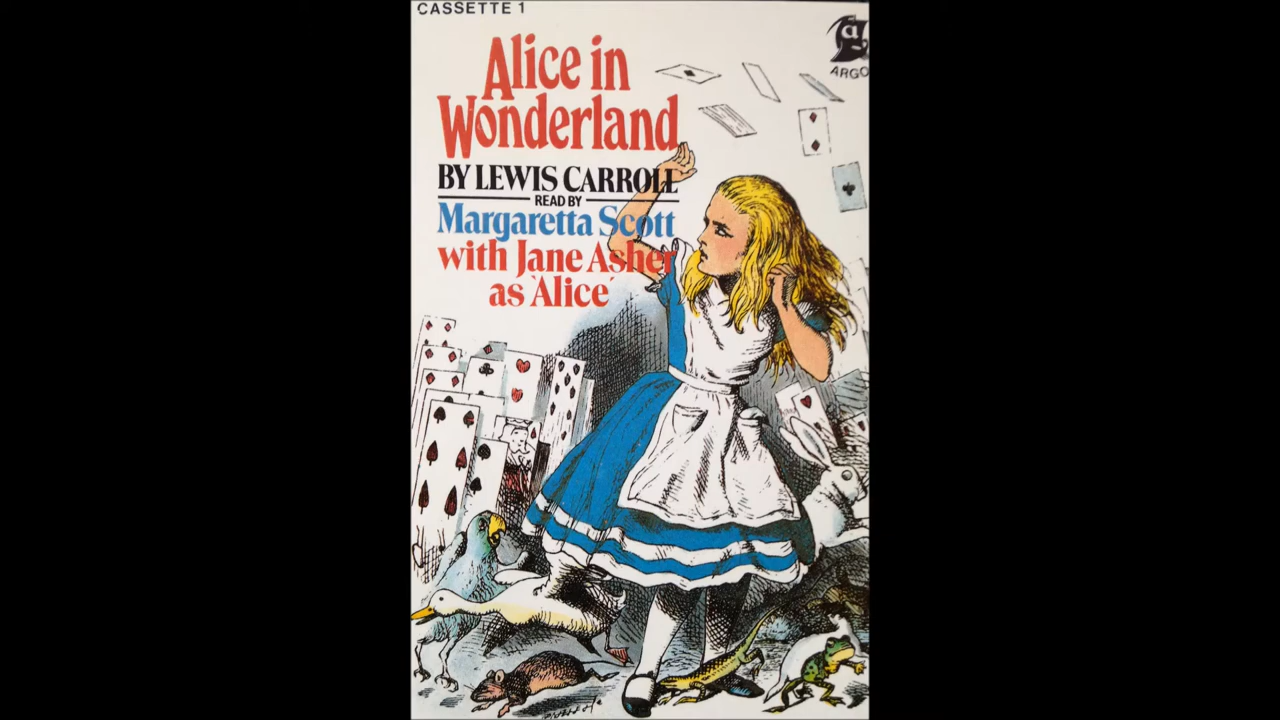 CASSETTE 1
a
ARGO
Alice in
Wonderland
BY LEWIS CARROLL
READ BY
Margaretta Scott
with Jane Asher
as 'Alice'